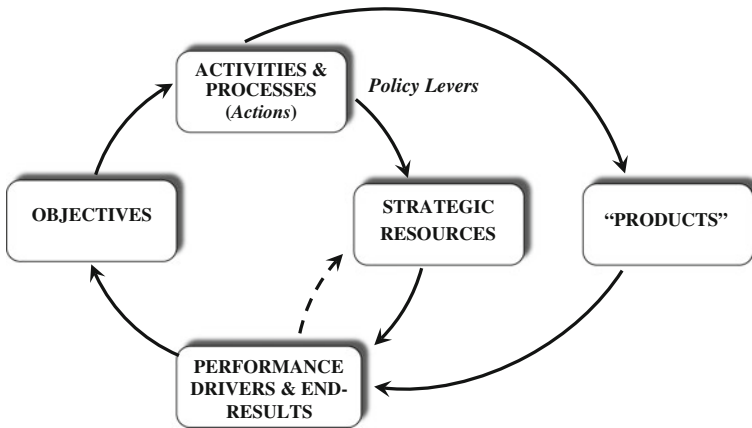 ACTIVITIES &
PROCESSES
(Actions)
Policy Levers
OBJECTIVES
STRATEGIC
RESOURCES
“PRODUCTS”
PERFORMANCE
DRIVERS & END-
RESULTS